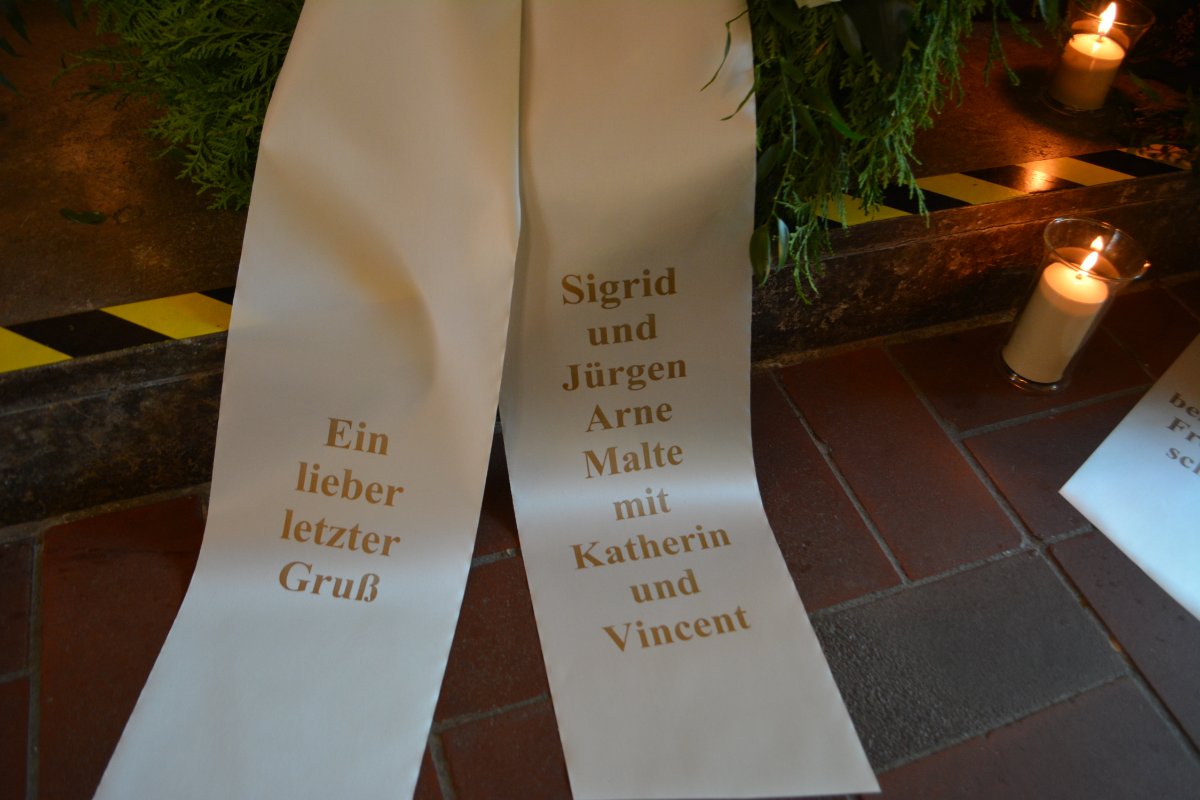 Ein
lieber
letzter
Gruß
Sigrid
und
Jürgen
Arne
Malte
mit
Katherin
und
Vincent